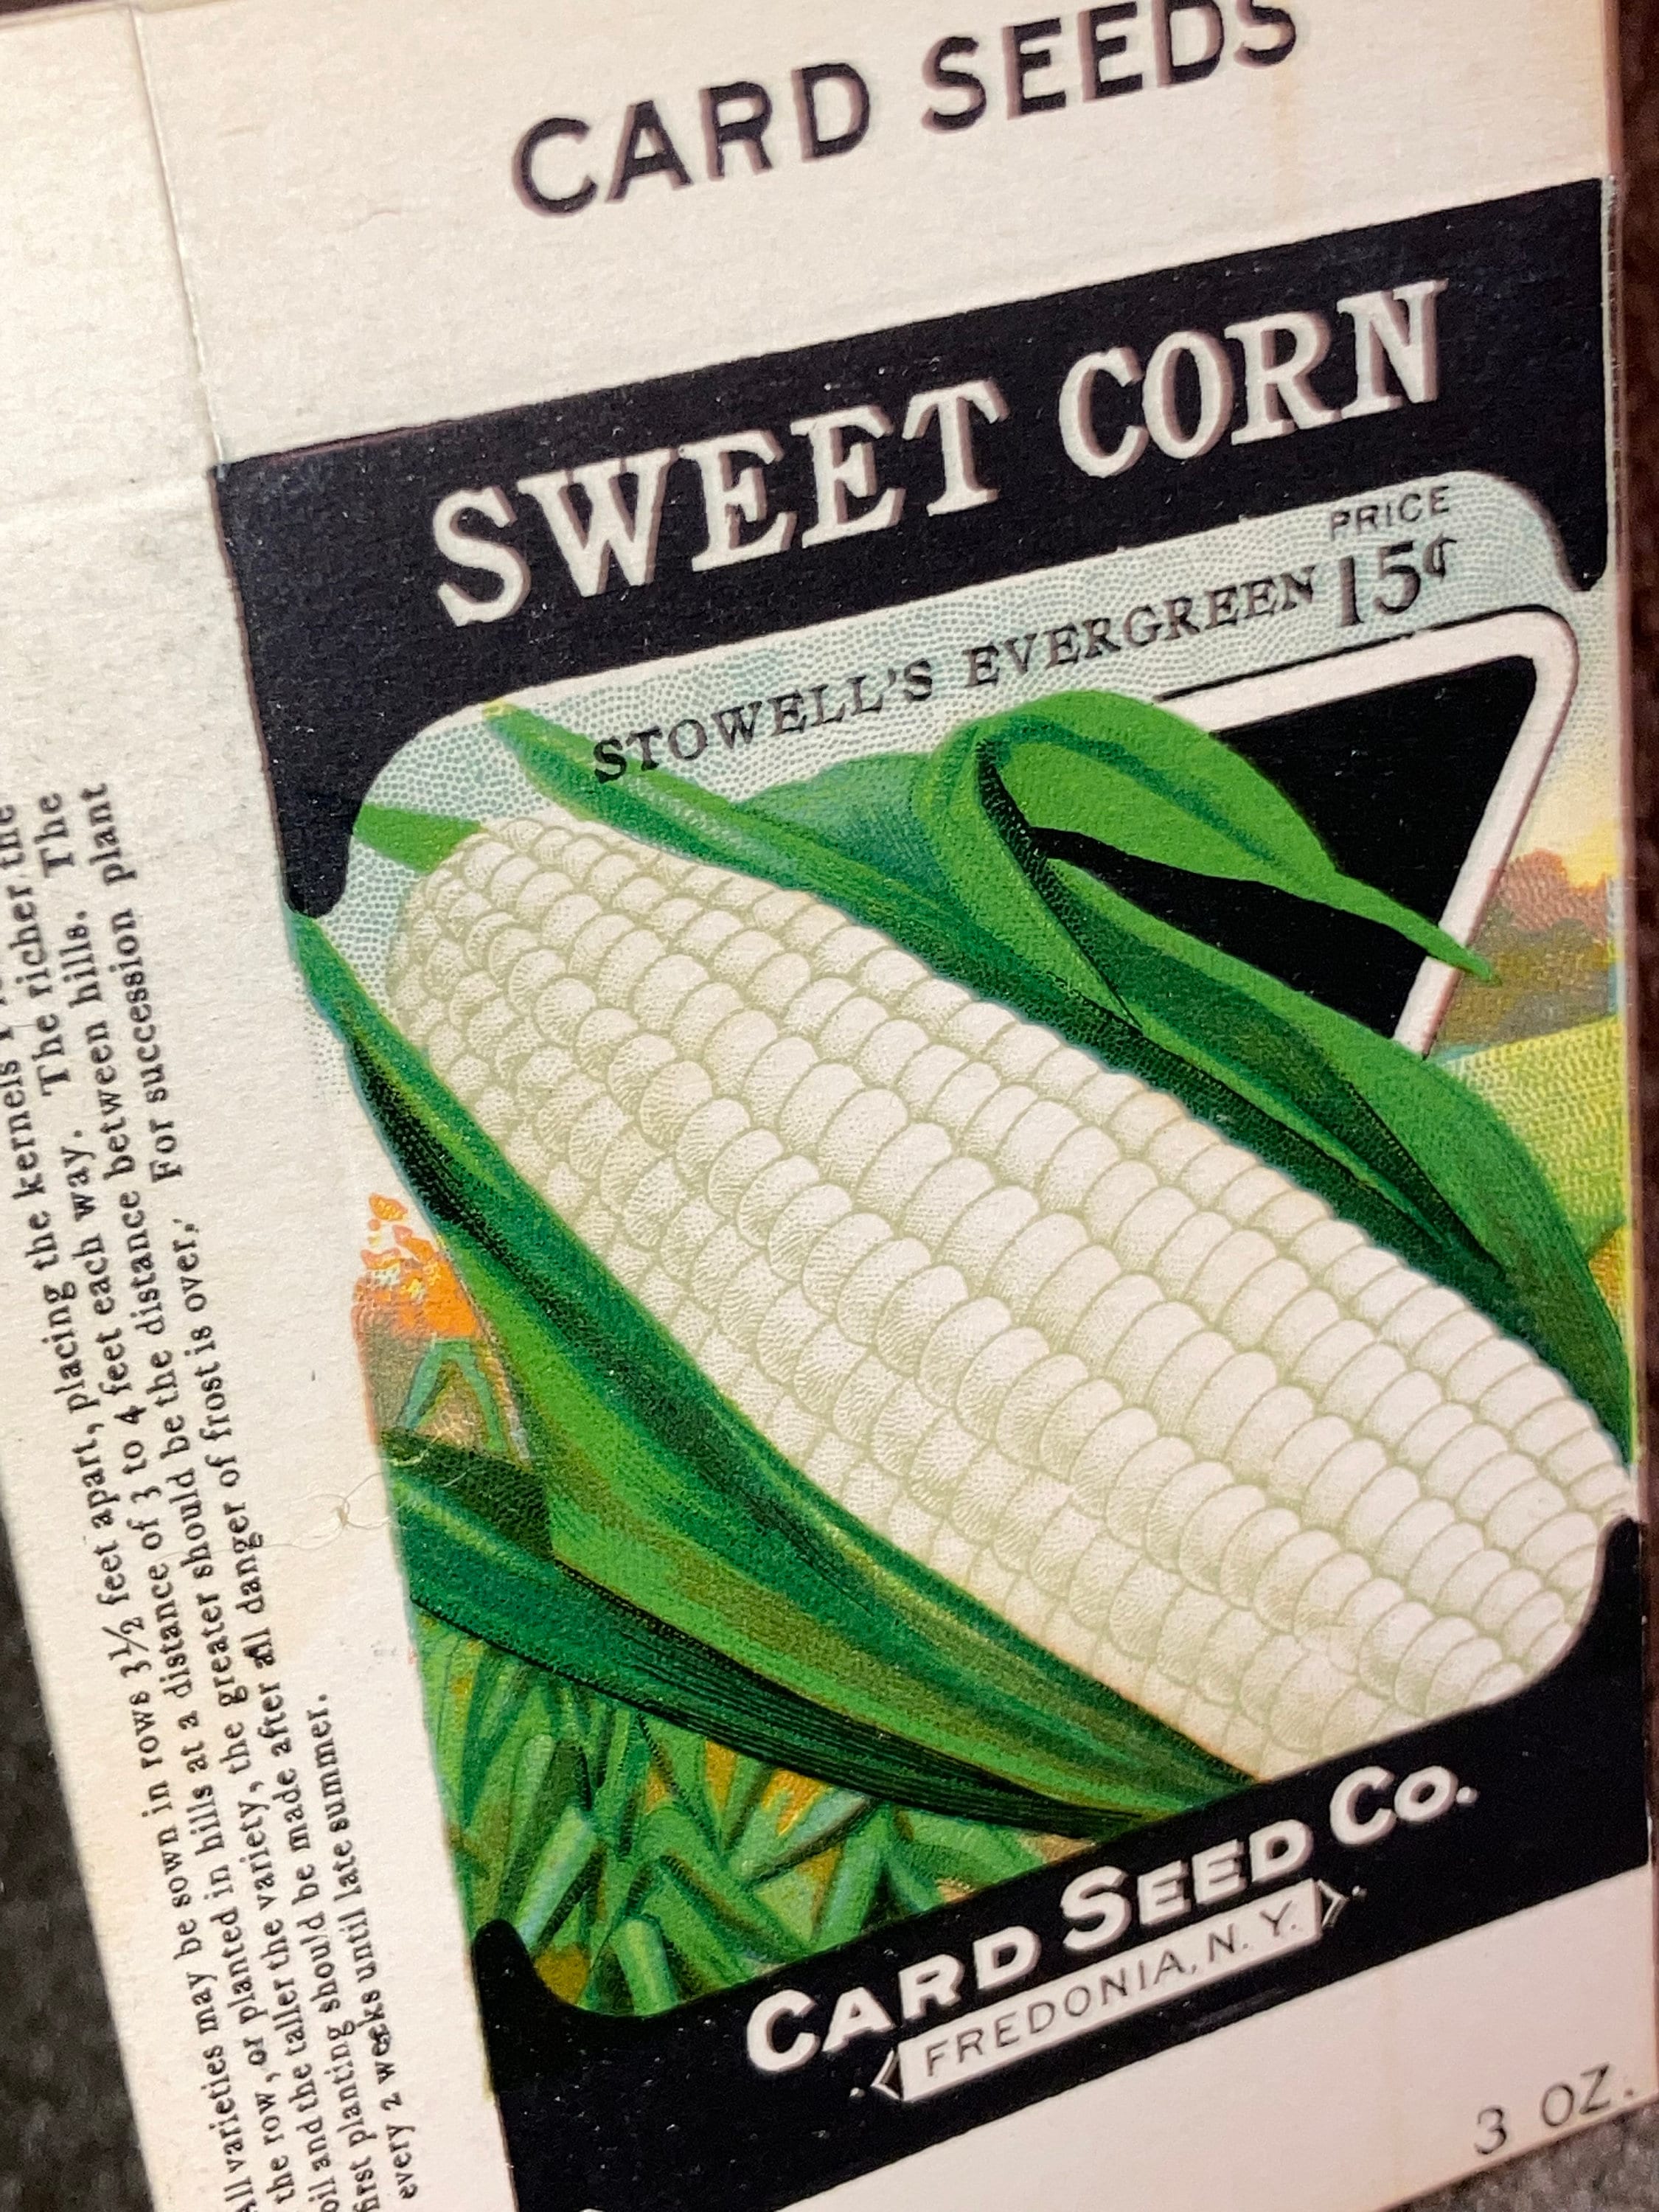 CARD SEEDS
SWEET CORN
PRICE
STOWELL'S EVERGREEN 15¢
CARD SEED CO.
FREDONIA, N. Y.
3 OZ.
All varieties may be sown in rows 3½ feet apart, placing the kernels
the row, or planted in hills at a distance of 3 to 4 feet each way. The richer the
oil and the taller the variety, the greater should be the distance between hills. The
first planting should be made after all danger of frost is over. For succession plant
every 2 weeks until late summer.